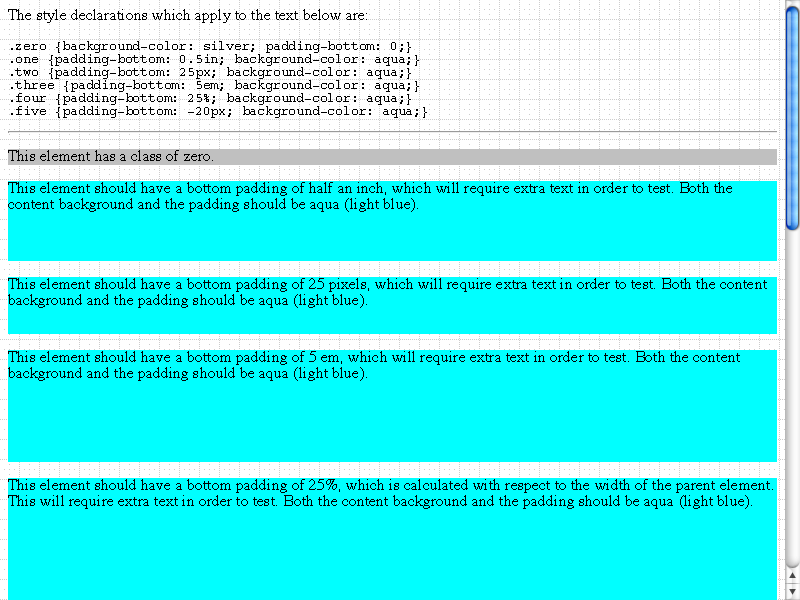 The style declarations which apply to the text below are:
.zero {background-color: silver; padding-bottom: 0;}
.one {padding-bottom: 0.5in; background-color: aqua;}
.two {padding-bottom: 25px; background-color: aqua;}
.three {padding-bottom: 5em; background-color: aqua;}
.four {padding-bottom: 25%; background-color: aqua;}
.five {padding-bottom: -20px; background-color: aqua;}
This element has a class of zero.
This element should have a bottom padding of half an inch, which will require extra text in order to test. Both the
content background and the padding should be aqua (light blue).
This element should have a bottom padding of 25 pixels, which will require extra text in order to test. Both the content
background and the padding should be aqua (light blue).
This element should have a bottom padding of 5 em, which will require extra text in order to test. Both the content
background and the padding should be aqua (light blue).
This element should have a bottom padding of 25%, which is calculated with respect to the width of the parent element.
This will require extra text in order to test. Both the content background and the padding should be aqua (light blue).